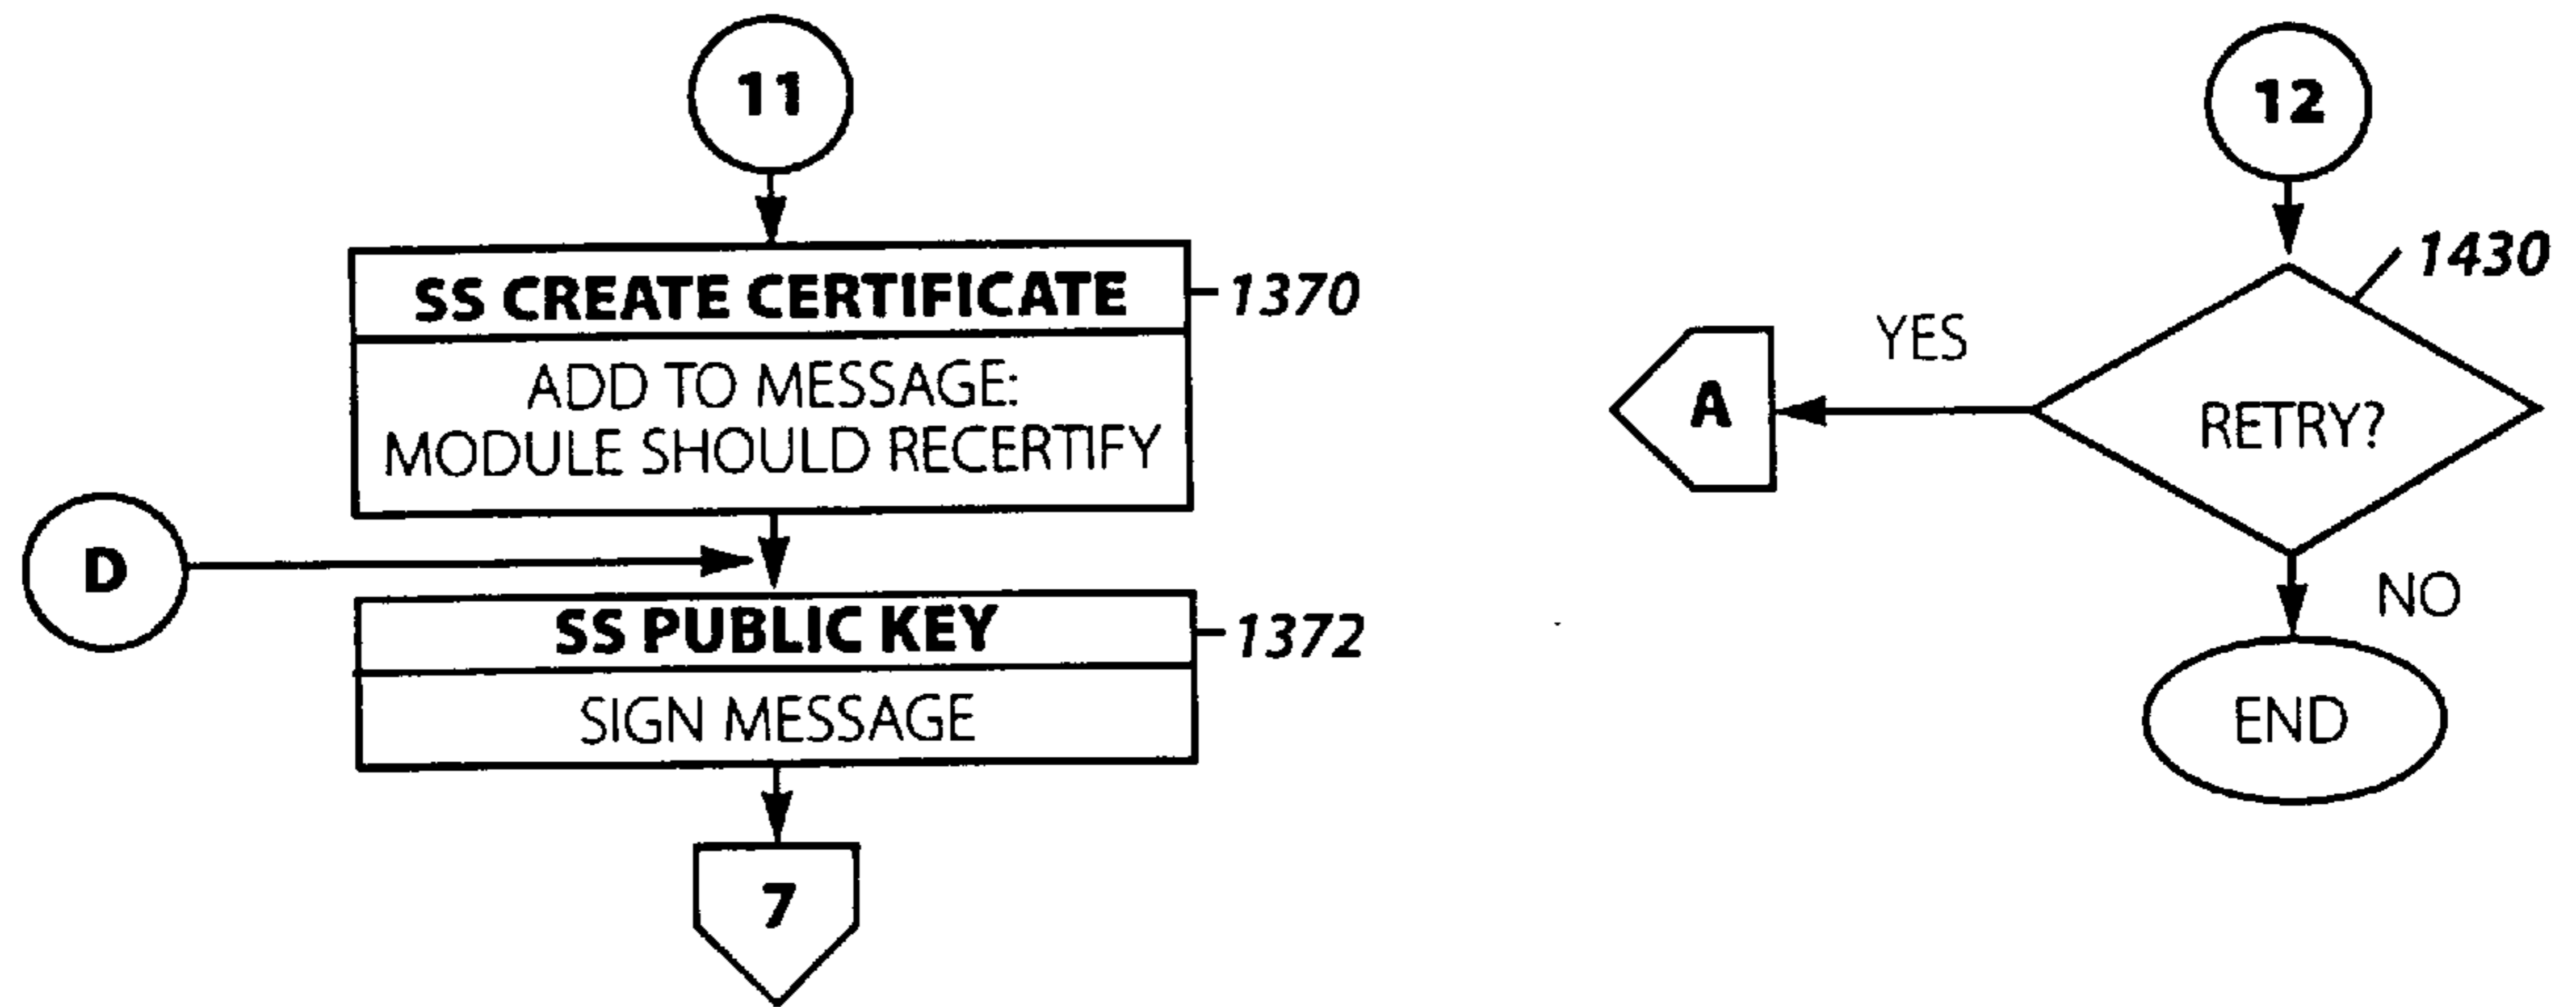 11
SS CREATE CERTIFICATE
1370
ADD TO MESSAGE:
MODULE SHOULD RECERTIFY
D
SS PUBLIC KEY
1372
SIGN MESSAGE
7
12
1430
YES
A
RETRY?
NO
END